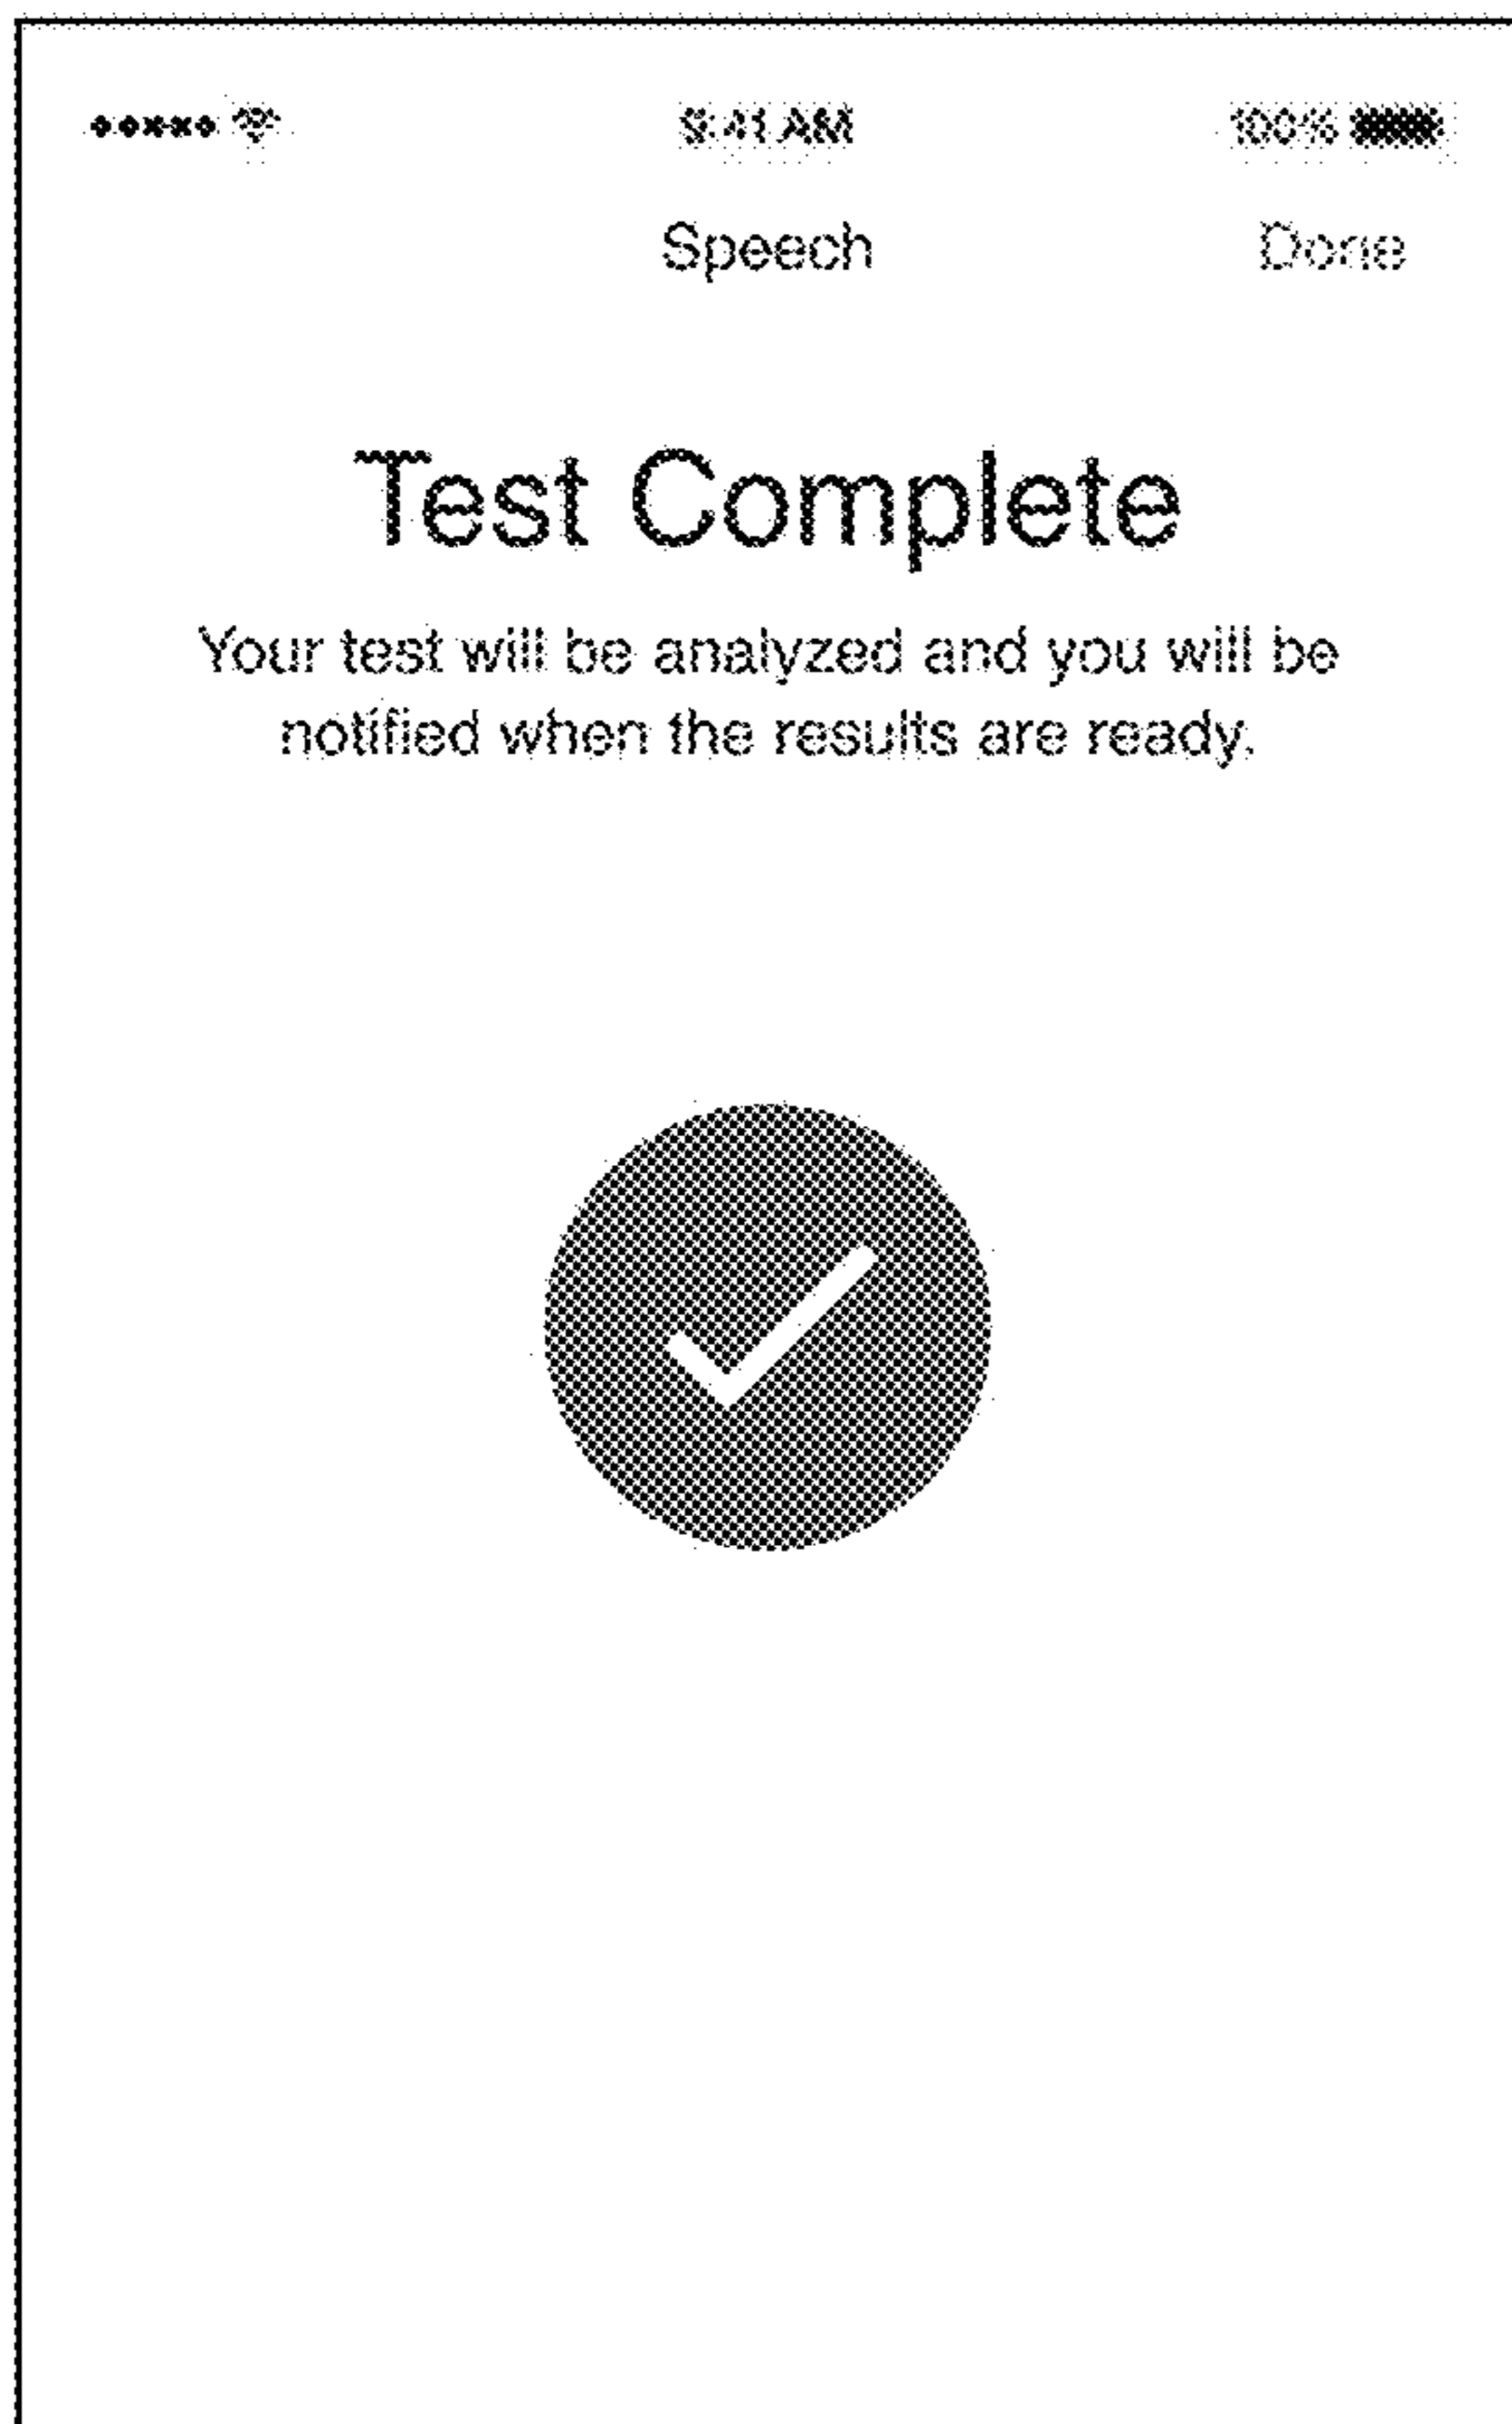 9:41 AM 100%
Speech Done
Test Complete
Your test will be analyzed and you will be
notified when the results are ready.